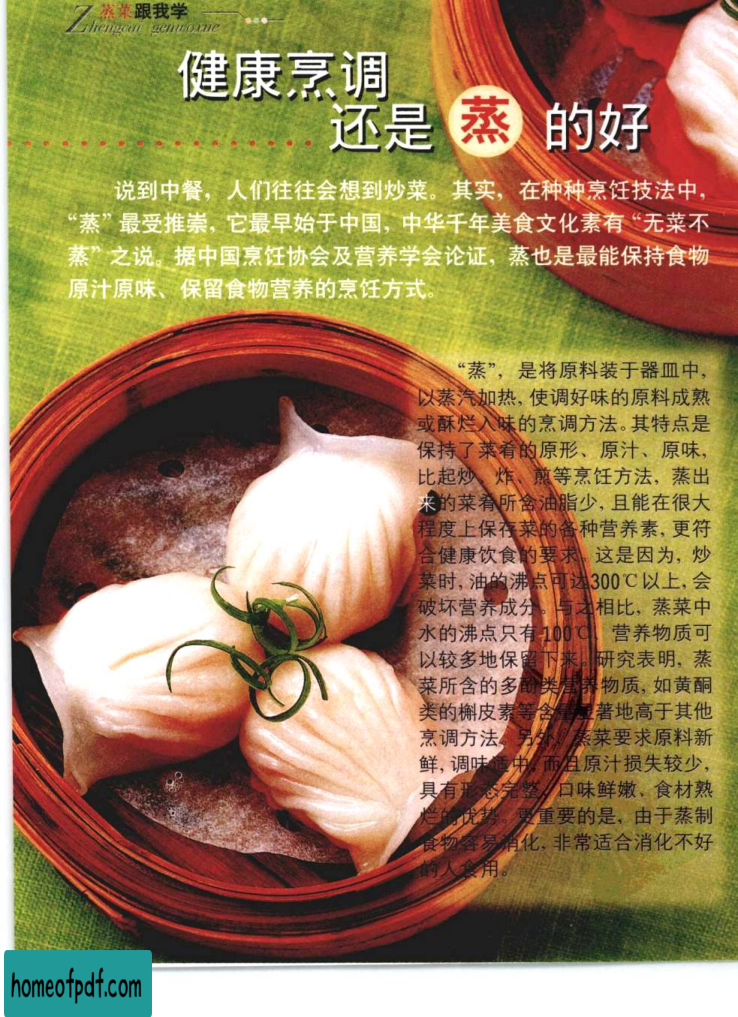 蒸菜跟我学
Zhengcai genwoxue
健康烹调
还是 蒸 的好
说到中餐，人们往往会想到炒菜。其实，在种种烹饪技法中，
“蒸”最受推崇，它最早始于中国，中华千年美食文化素有“无菜不
蒸”之说。据中国烹饪协会及营养学会论证，蒸也是最能保持食物
原汁原味、保留食物营养的烹饪方式。
“蒸”，是将原料装于器皿中，
以蒸汽加热，使调好味的原料成熟
或酥烂入味的烹调方法。其特点是
保持了菜肴的原形、原汁、原味，
比起炒、炸、煎等烹饪方法，蒸出
来的菜肴所含油脂少，且能在很大
程度上保存菜的各种营养素，更符
合健康饮食的要求。这是因为，炒
菜时，油的沸点可达300℃以上，会
破坏营养成分。与之相比，蒸菜中
水的沸点只有100℃，营养物质可
以较多地保留下来。研究表明，蒸
菜所含的多酚类营养物质，如黄酮
类的槲皮素等含量显著地高于其他
烹调方法。另外，蒸菜要求原料新
鲜，调味适中，而且原汁损失较少，
具有形态完整、口味鲜嫩、食材熟
烂的优势。更重要的是，由于蒸制
食物容易消化，非常适合消化不好
的人食用。
homeofpdf.com